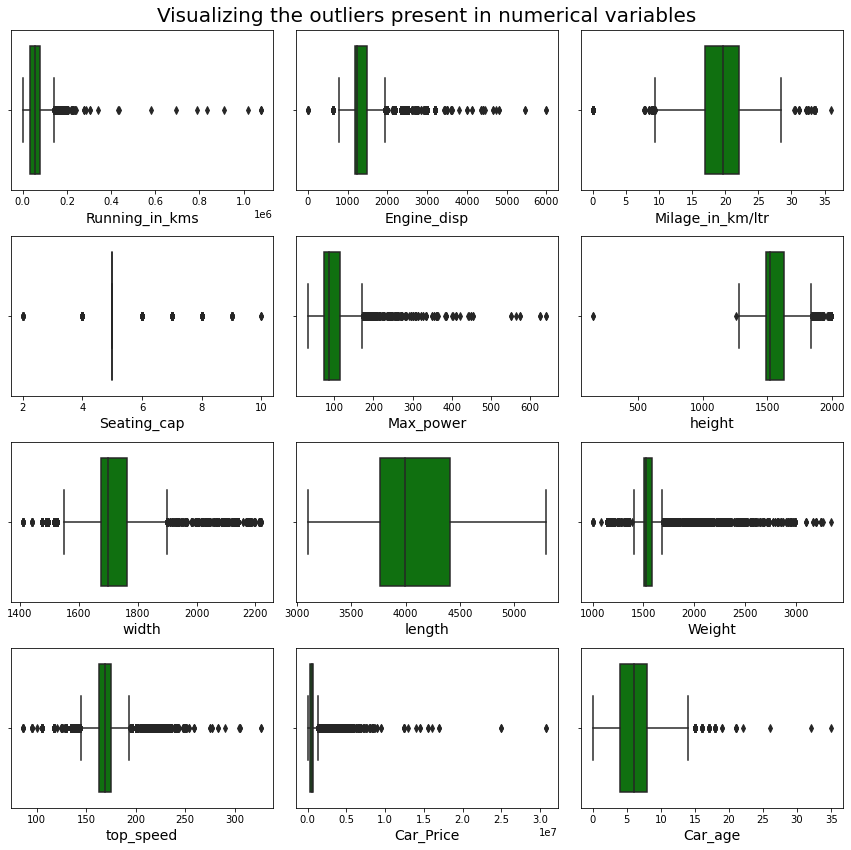 Visualizing the outliers present in numerical variables
0.0 0.2 0.4 0.6 0.8 1.0
1e6
Running_in_kms
0 1000 2000 3000 4000 5000 6000
Engine_disp
0 5 10 15 20 25 30 35
Milage_in_km/ltr
2 4 6 8 10
Seating_cap
100 200 300 400 500 600
Max_power
500 1000 1500 2000
height
1400 1600 1800 2000 2200
width
3000 3500 4000 4500 5000
length
1000 1500 2000 2500 3000
Weight
100 150 200 250 300
top_speed
0.0 0.5 1.0 1.5 2.0 2.5 3.0
1e7
Car_Price
0 5 10 15 20 25 30 35
Car_age